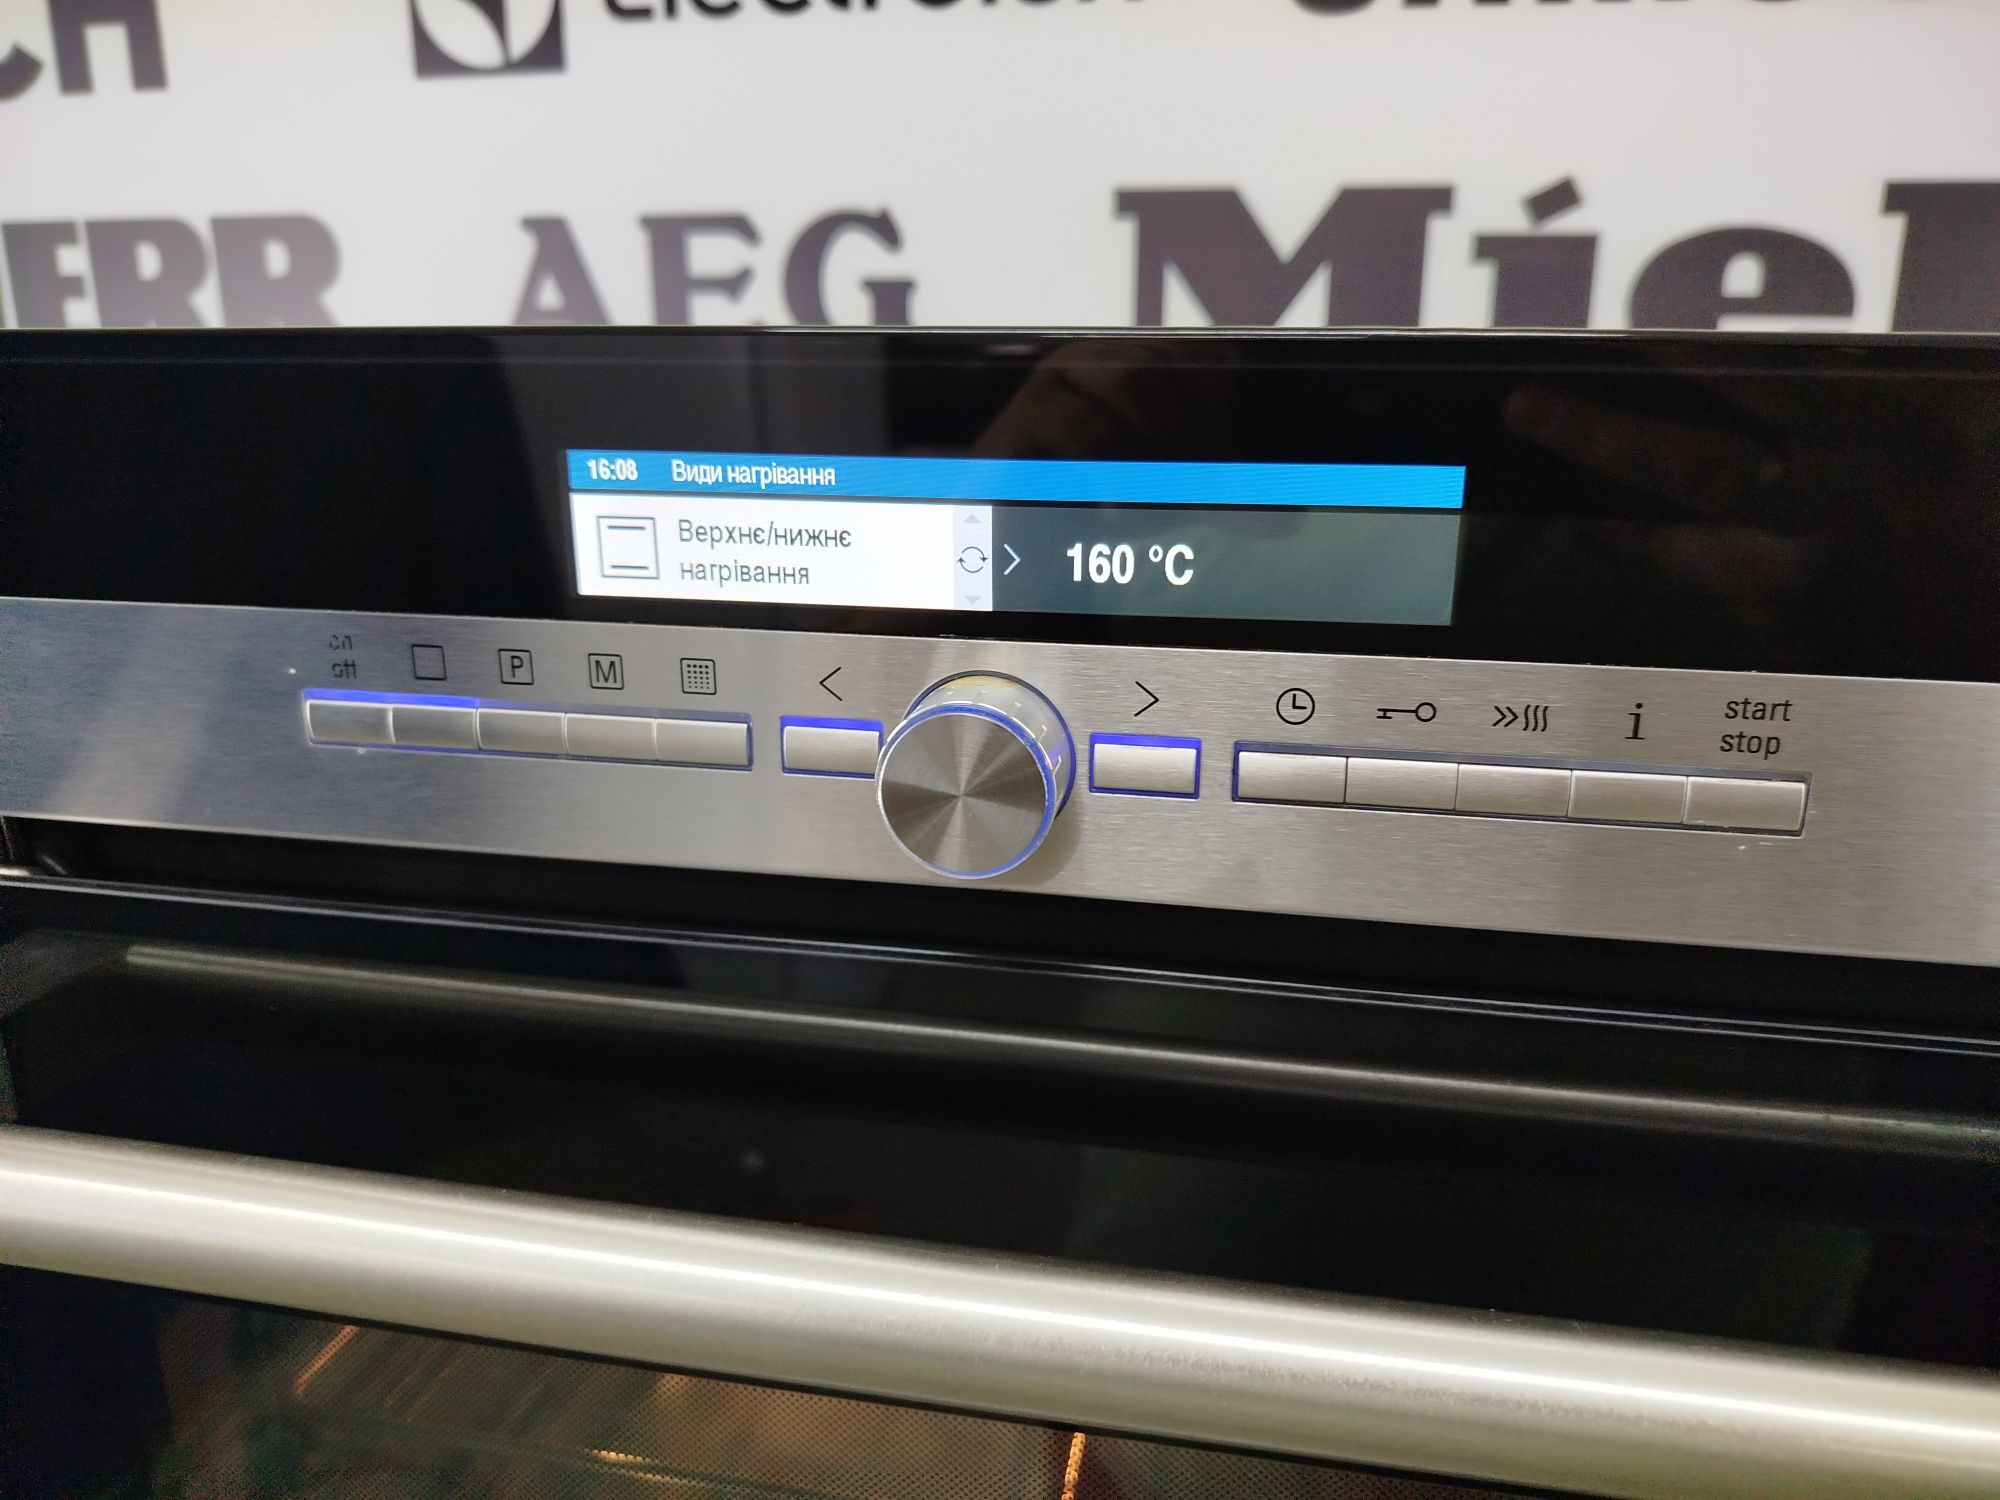 AEG
16:08 Види нагрівання
Верхнє/нижнє
нагрівання
160 °C
on
off
P
M
<
>
i
start
stop